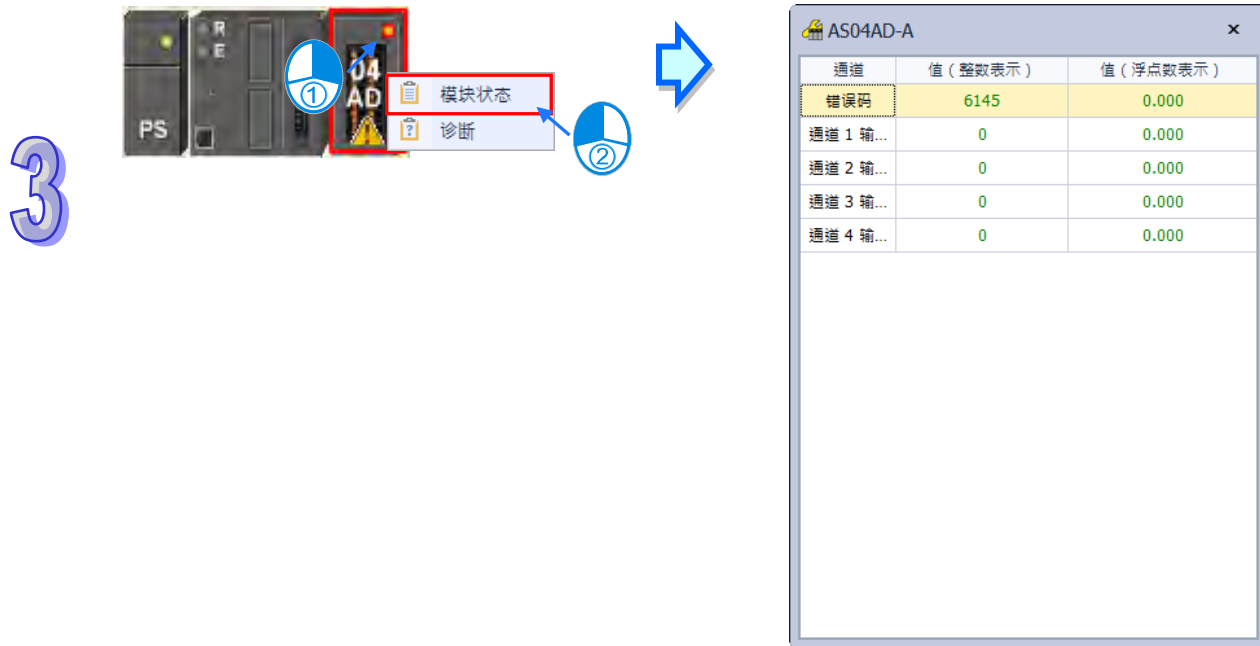 3
R
E
PS
04
AD
①
模块状态
诊断
②
AS04AD-A ×
通道 值（整数表示） 值（浮点数表示）
错误码 6145 0.000
通道 1 输... 0 0.000
通道 2 输... 0 0.000
通道 3 输... 0 0.000
通道 4 输... 0 0.000